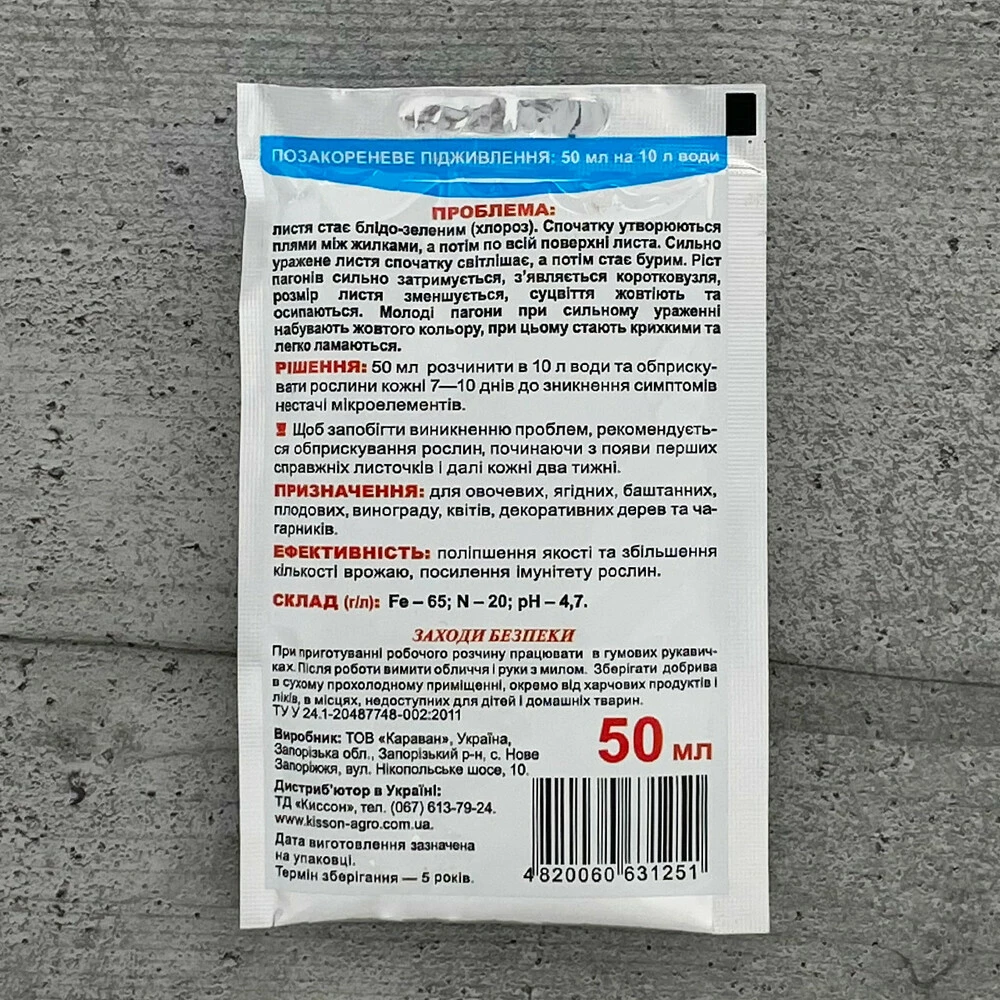 ПОЗАКОРЕНЕВЕ ПІДЖИВЛЕННЯ: 50 мл на 10 л води
ПРОБЛЕМА:
листя стає блідо-зеленим (хлороз). Спочатку утворюються
плями між жилками, а потім по всій поверхні листа. Сильно
уражене листя спочатку світлішає, а потім стає бурим. Ріст
пагонів сильно затримується, з’являється коротковузля,
розмір листя зменшується, суцвіття жовтіють та
осипаються. Молоді пагони при сильному ураженні
набувають жовтого кольору, при цьому стають крихкими та
легко ламаються.
РІШЕННЯ: 50 мл розчинити в 10 л води та обприску-
вати рослини кожні 7—10 днів до зникнення симптомів
нестачі мікроелементів.
! Щоб запобігти виникненню проблем, рекомендуєть-
ся обприскування рослин, починаючи з появи перших
справжніх листочків і далі кожні два тижні.
ПРИЗНАЧЕННЯ: для овочевих, ягідних, баштанних,
плодових, винограду, квітів, декоративних дерев та ча-
гарників.
ЕФЕКТИВНІСТЬ: поліпшення якості та збільшення
кількості врожаю, посилення імунітету рослин.
СКЛАД (г/л): Fe – 65; N – 20; pH – 4,7.
ЗАХОДИ БЕЗПЕКИ
При приготуванні робочого розчину працювати в гумових рукавич-
ках. Після роботи вимити обличчя і руки з милом. Зберігати добрива
в сухому прохолодному приміщенні, окремо від харчових продуктів і
ліків, в місцях, недоступних для дітей і домашніх тварин.
ТУ У 24.1-20487748-002:2011
Виробник: ТОВ «Караван», Україна,
Запорізька обл., Запорізький р-н, с. Нове
Запоріжжя, вул. Нікопольське шосе, 10.
50 мл
Дистриб'ютор в Україні:
ТД «Киссон», тел. (067) 613-79-24.
www.kisson-agro.com.ua.
Дата виготовлення зазначена
на упаковці.
Термін зберігання — 5 років.
4 820060 631251